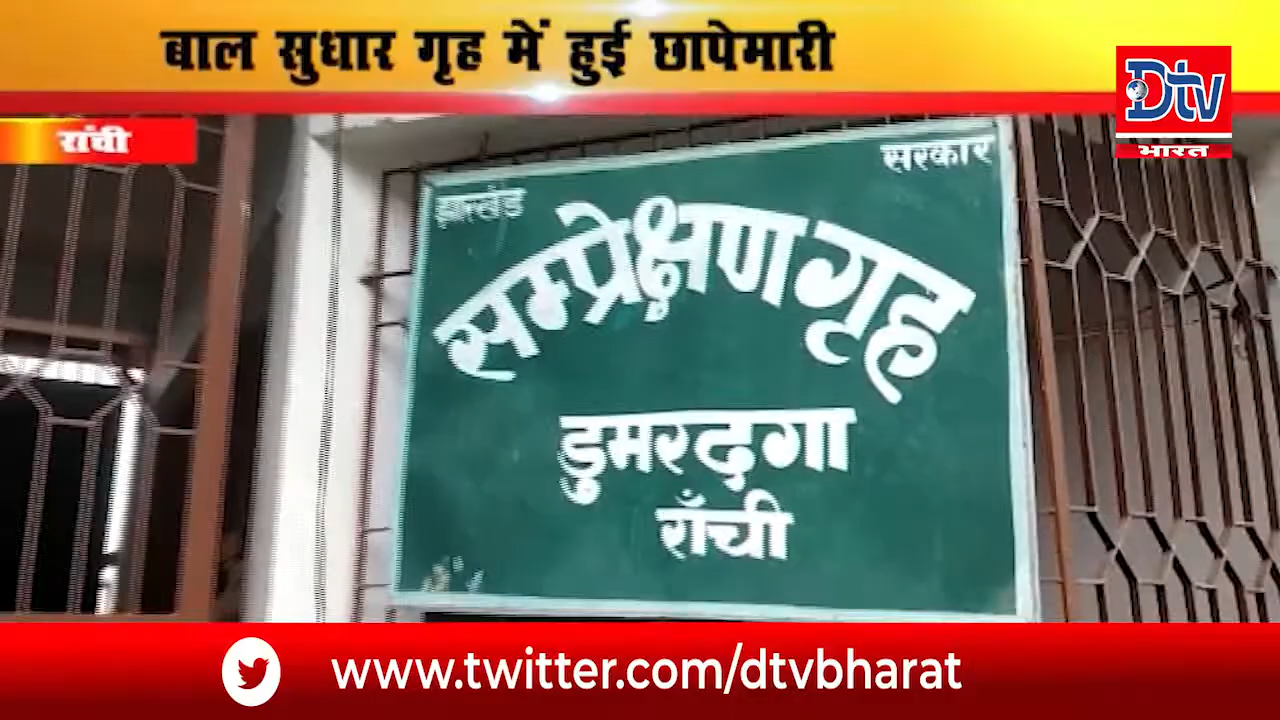 बाल सुधार गृह में हुई छापेमारी
Dtv
भारत
रांची
झारखंड सरकार
सम्प्रेक्षण गृह
डुमरदगा
राँची
www.twitter.com/dtvbharat